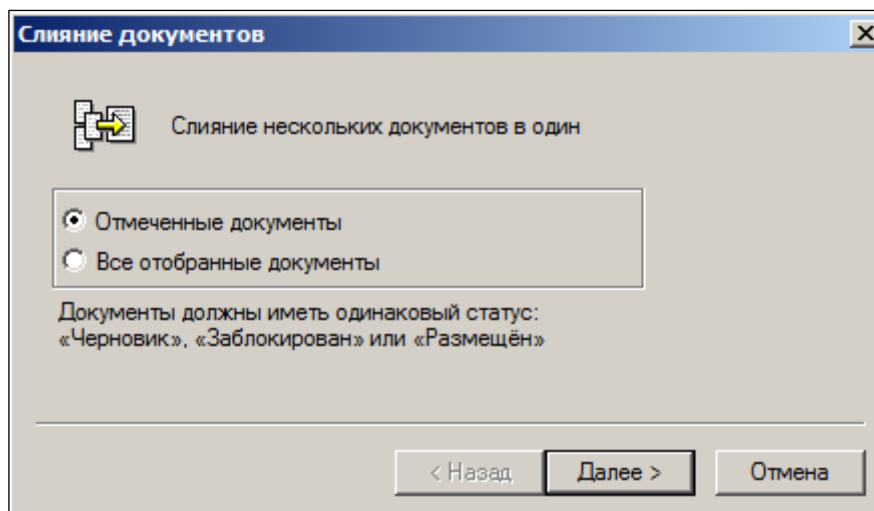 Слияние документов
Слияние нескольких документов в один
Отмеченные документы
Все отобранные документы
Документы должны иметь одинаковый статус:
«Черновик», «Заблокирован» или «Размещён»
< Назад Далее > Отмена